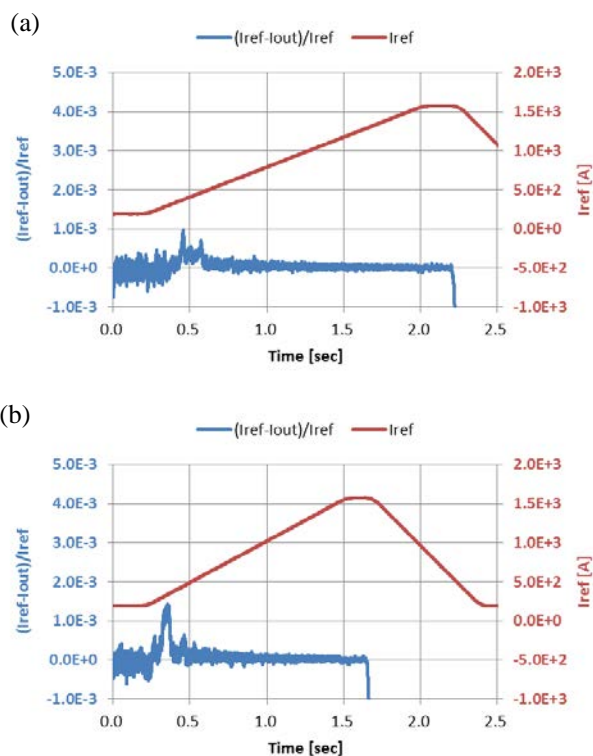 (a)
(Iref-Iout)/Iref Iref
5.0E-3 2.0E+3
4.0E-3 1.5E+3
3.0E-3 1.0E+3
2.0E-3 5.0E+2
1.0E-3 0.0E+0
0.0E+0 -5.0E+2
-1.0E-3 -1.0E+3
(Iref-Iout)/Iref
Iref [A]
0.0 0.5 1.0 1.5 2.0 2.5
Time [sec]
(b)
(Iref-Iout)/Iref Iref
5.0E-3 2.0E+3
4.0E-3 1.5E+3
3.0E-3 1.0E+3
2.0E-3 5.0E+2
1.0E-3 0.0E+0
0.0E+0 -5.0E+2
-1.0E-3 -1.0E+3
(Iref-Iout)/Iref
Iref [A]
0.0 0.5 1.0 1.5 2.0 2.5
Time [sec]